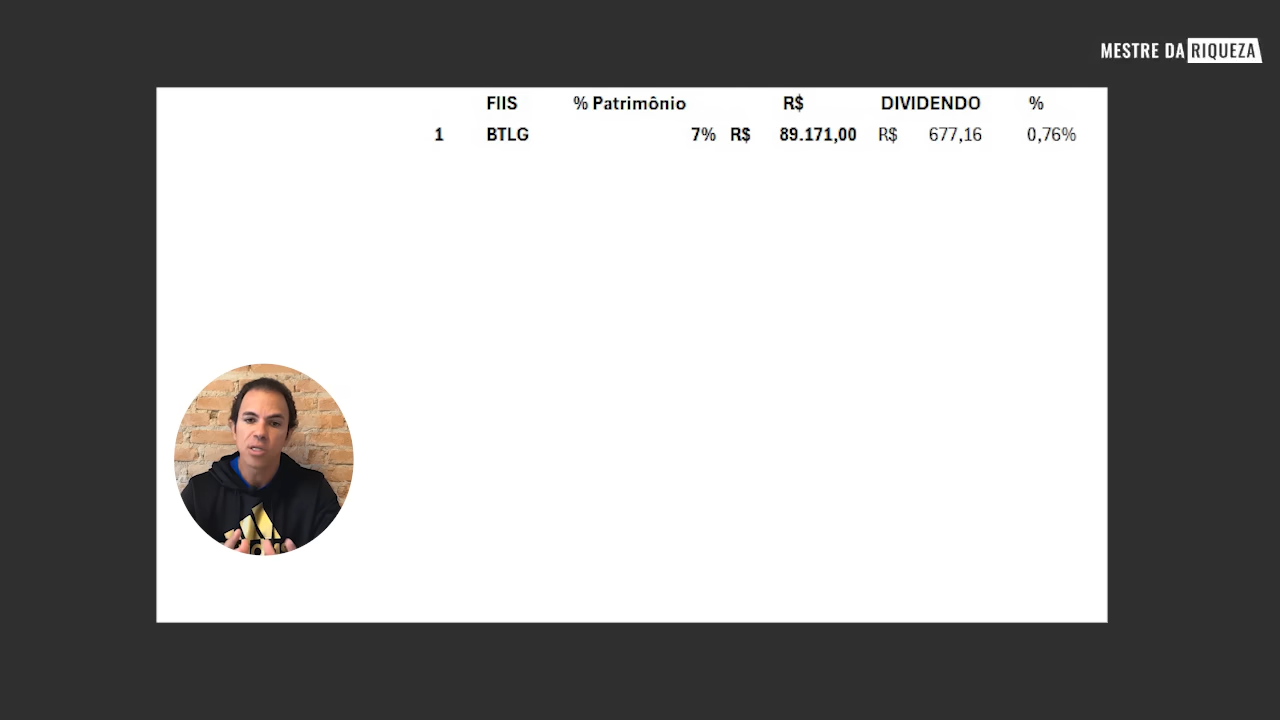 MESTRE DA RIQUEZA
FIIS % Patrimônio R$ DIVIDENDO %
1 BTLG 7% R$ 89.171,00 R$ 677,16 0,76%